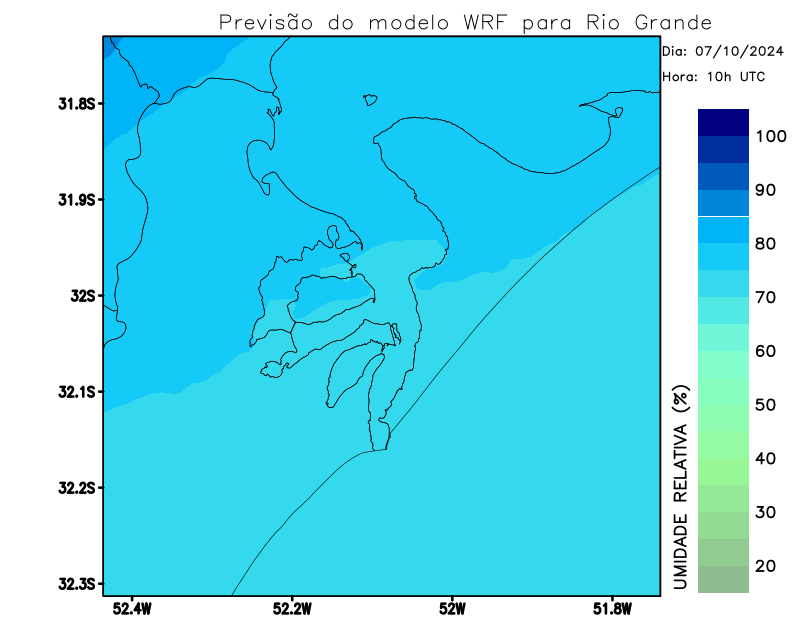 Previsão do modelo WRF para Rio Grande
Dia: 07/10/2024
Hora: 10h UTC
31.8S
31.9S
32S
32.1S
32.2S
32.3S
52.4W
52.2W
52W
51.8W
100
90
80
70
60
50
40
30
20
UMIDADE RELATIVA (%)